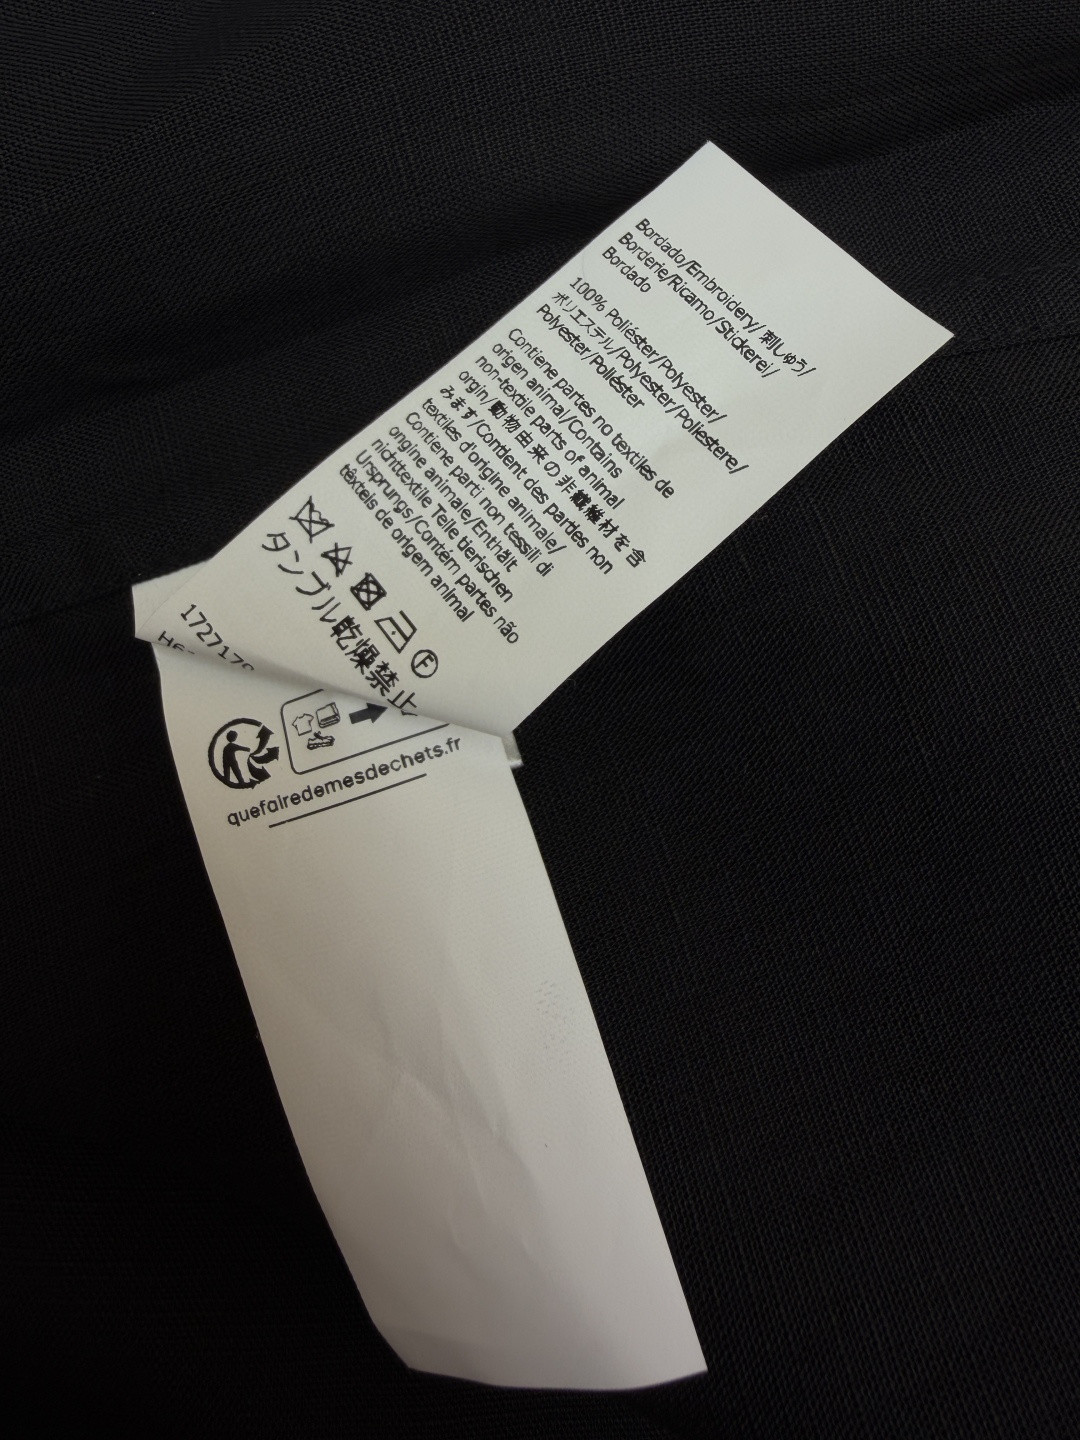 Bordado/Embroidery/刺しゅう/
Borderie/Ricamo/Stickerei/
Bordado
100% Poliéster/Polyester/
ポリエステル/Polyester/Poliestere/
Polyester/Poliéster
Contiene partes no textiles de
origen animal/Contains
non-textile parts of animal
orgin/動物由来の非繊維材を含
みます/Contient des parties non
textiles d'origine animale/
Contiene parti non tessili di
origine animale/Enthält
nichttextile Teile tierischen
Ursprungs/Contém partes não
têxteis de origem animal
F
タンブル乾燥禁止
172717
quefairedemesdechets.fr